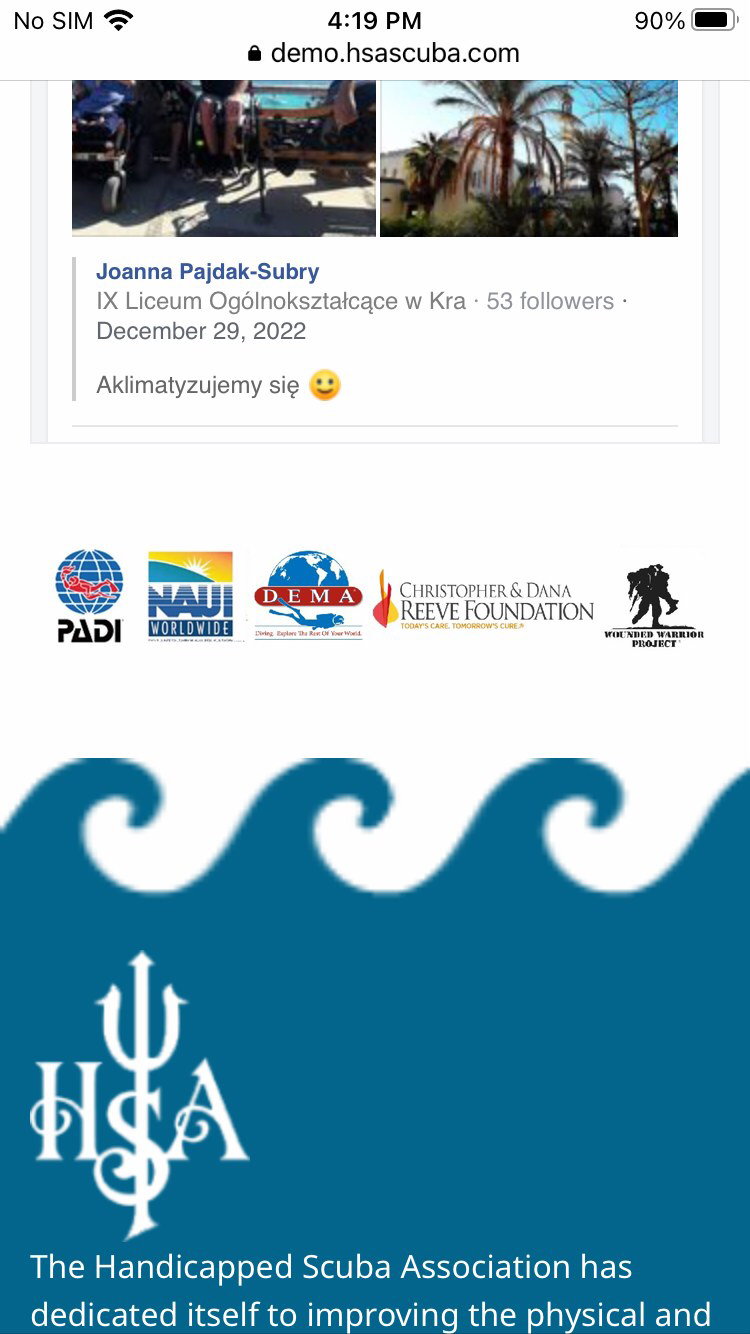 No SIM 4:19 PM 90%
demo.hsascuba.com
Joanna Pajdak-Subry
IX Liceum Ogólnokształcące w Kra · 53 followers ·
December 29, 2022
Aklimatyzujemy się 🙂
PADI
NAUI
WORLDWIDE
DEMA
Diving. Explore The Rest Of Your World.
CHRISTOPHER & DANA
REEVE FOUNDATION
TODAY'S CARE. TOMORROW'S CURE.®
WOUNDED WARRIOR
PROJECT
HSA
The Handicapped Scuba Association has
dedicated itself to improving the physical and